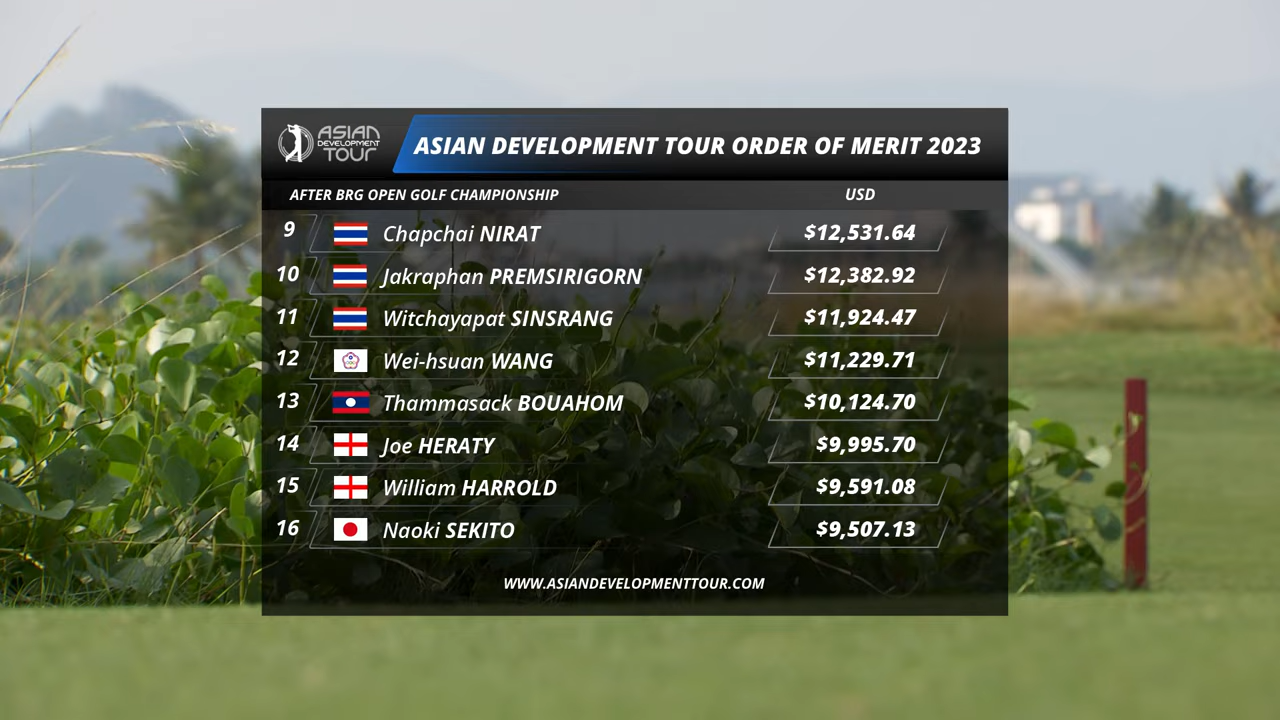 ASIAN DEVELOPMENT TOUR
ASIAN DEVELOPMENT TOUR ORDER OF MERIT 2023
AFTER BRG OPEN GOLF CHAMPIONSHIP USD
9 Chapchai NIRAT $12,531.64
10 Jakraphan PREMSIRIGORN $12,382.92
11 Witchayapat SINSRANG $11,924.47
12 Wei-hsuan WANG $11,229.71
13 Thammasack BOUAHOM $10,124.70
14 Joe HERATY $9,995.70
15 William HARROLD $9,591.08
16 Naoki SEKITO $9,507.13
WWW.ASIANDEVELOPMENTTOUR.COM